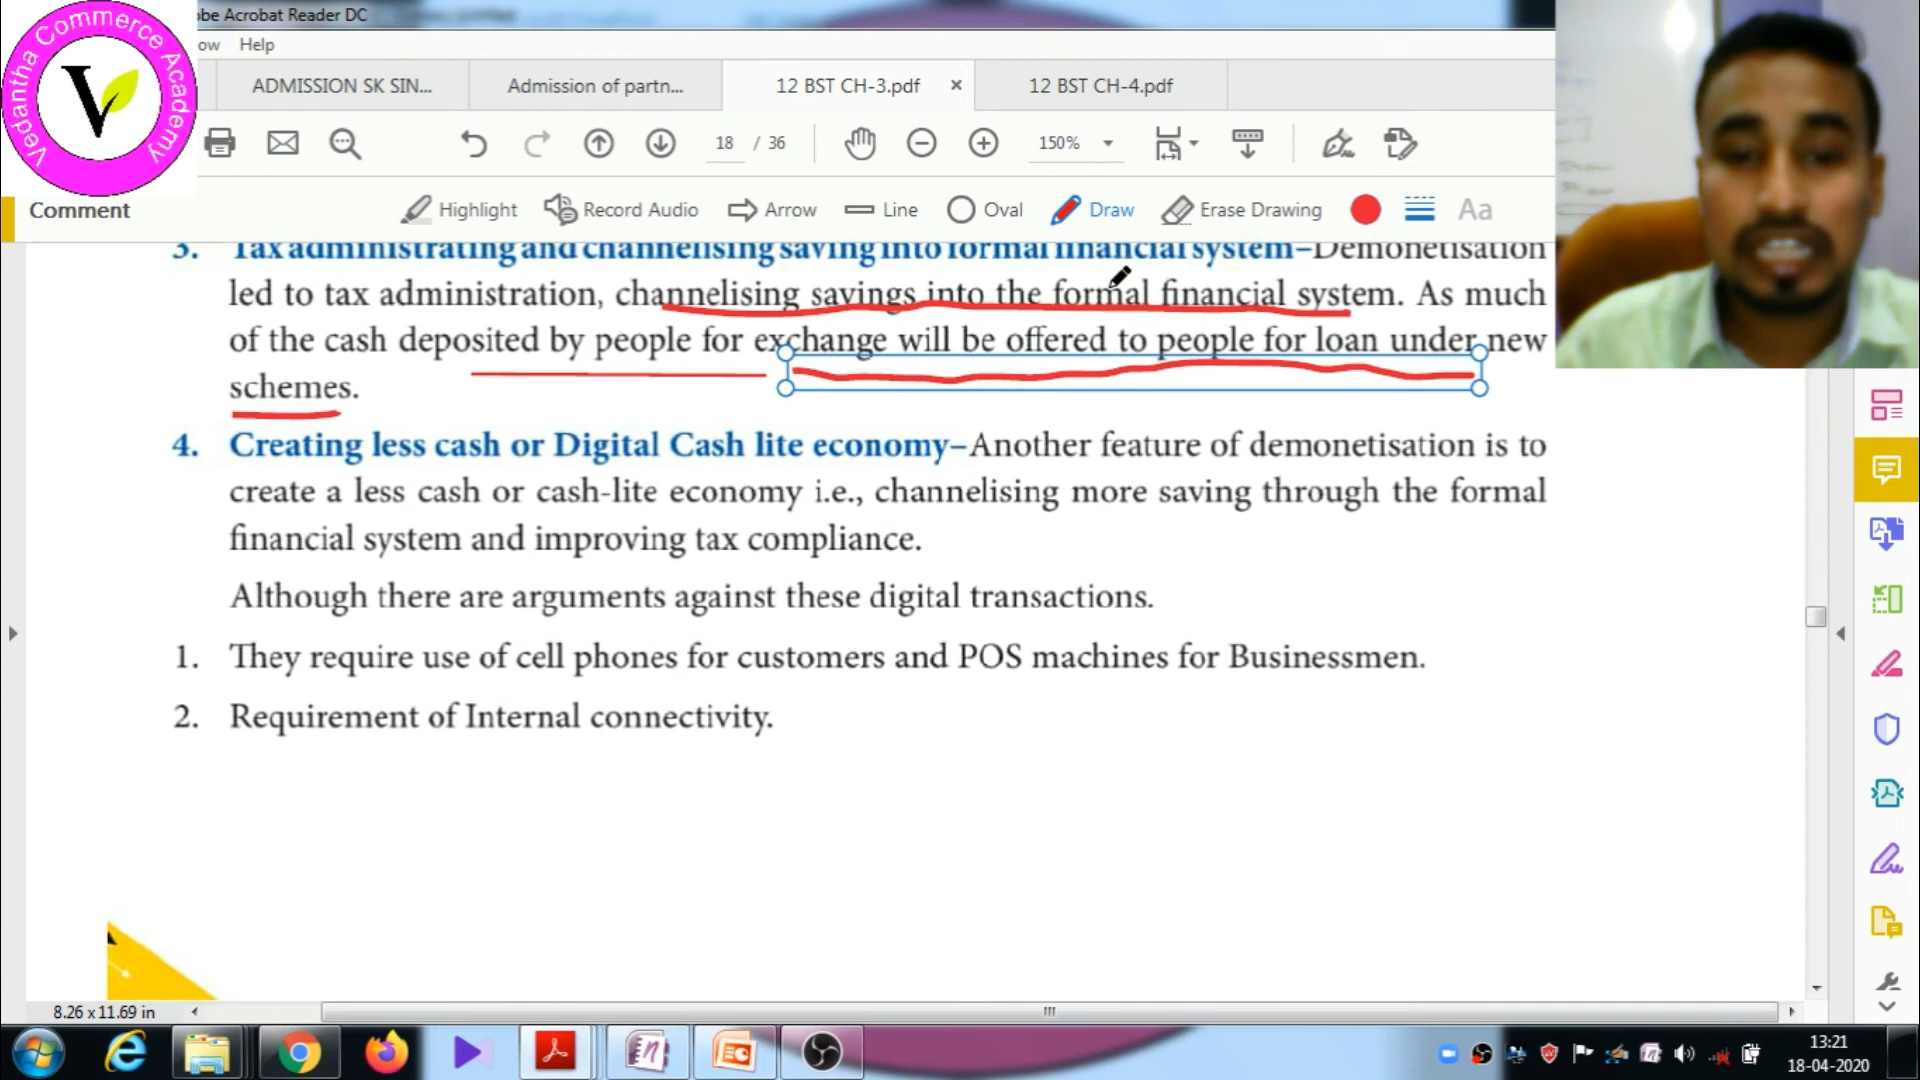 Vedantha Commerce Academy
V
obe Acrobat Reader DC
ow Help
ADMISSION SK SIN...
Admission of partn...
12 BST CH-3.pdf
12 BST CH-4.pdf
18 / 36
150%
Comment
Highlight
Record Audio
Arrow
Line
Oval
Draw
Erase Drawing
Aa
3. Tax administrating and channelising saving into formal financial system–Demonetisation
led to tax administration, channelising savings into the formal financial system. As much
of the cash deposited by people for exchange will be offered to people for loan under new
schemes.
4. Creating less cash or Digital Cash lite economy–Another feature of demonetisation is to
create a less cash or cash-lite economy i.e., channelising more saving through the formal
financial system and improving tax compliance.
Although there are arguments against these digital transactions.
1. They require use of cell phones for customers and POS machines for Businessmen.
2. Requirement of Internal connectivity.
8.26 x 11.69 in
13:21
18-04-2020